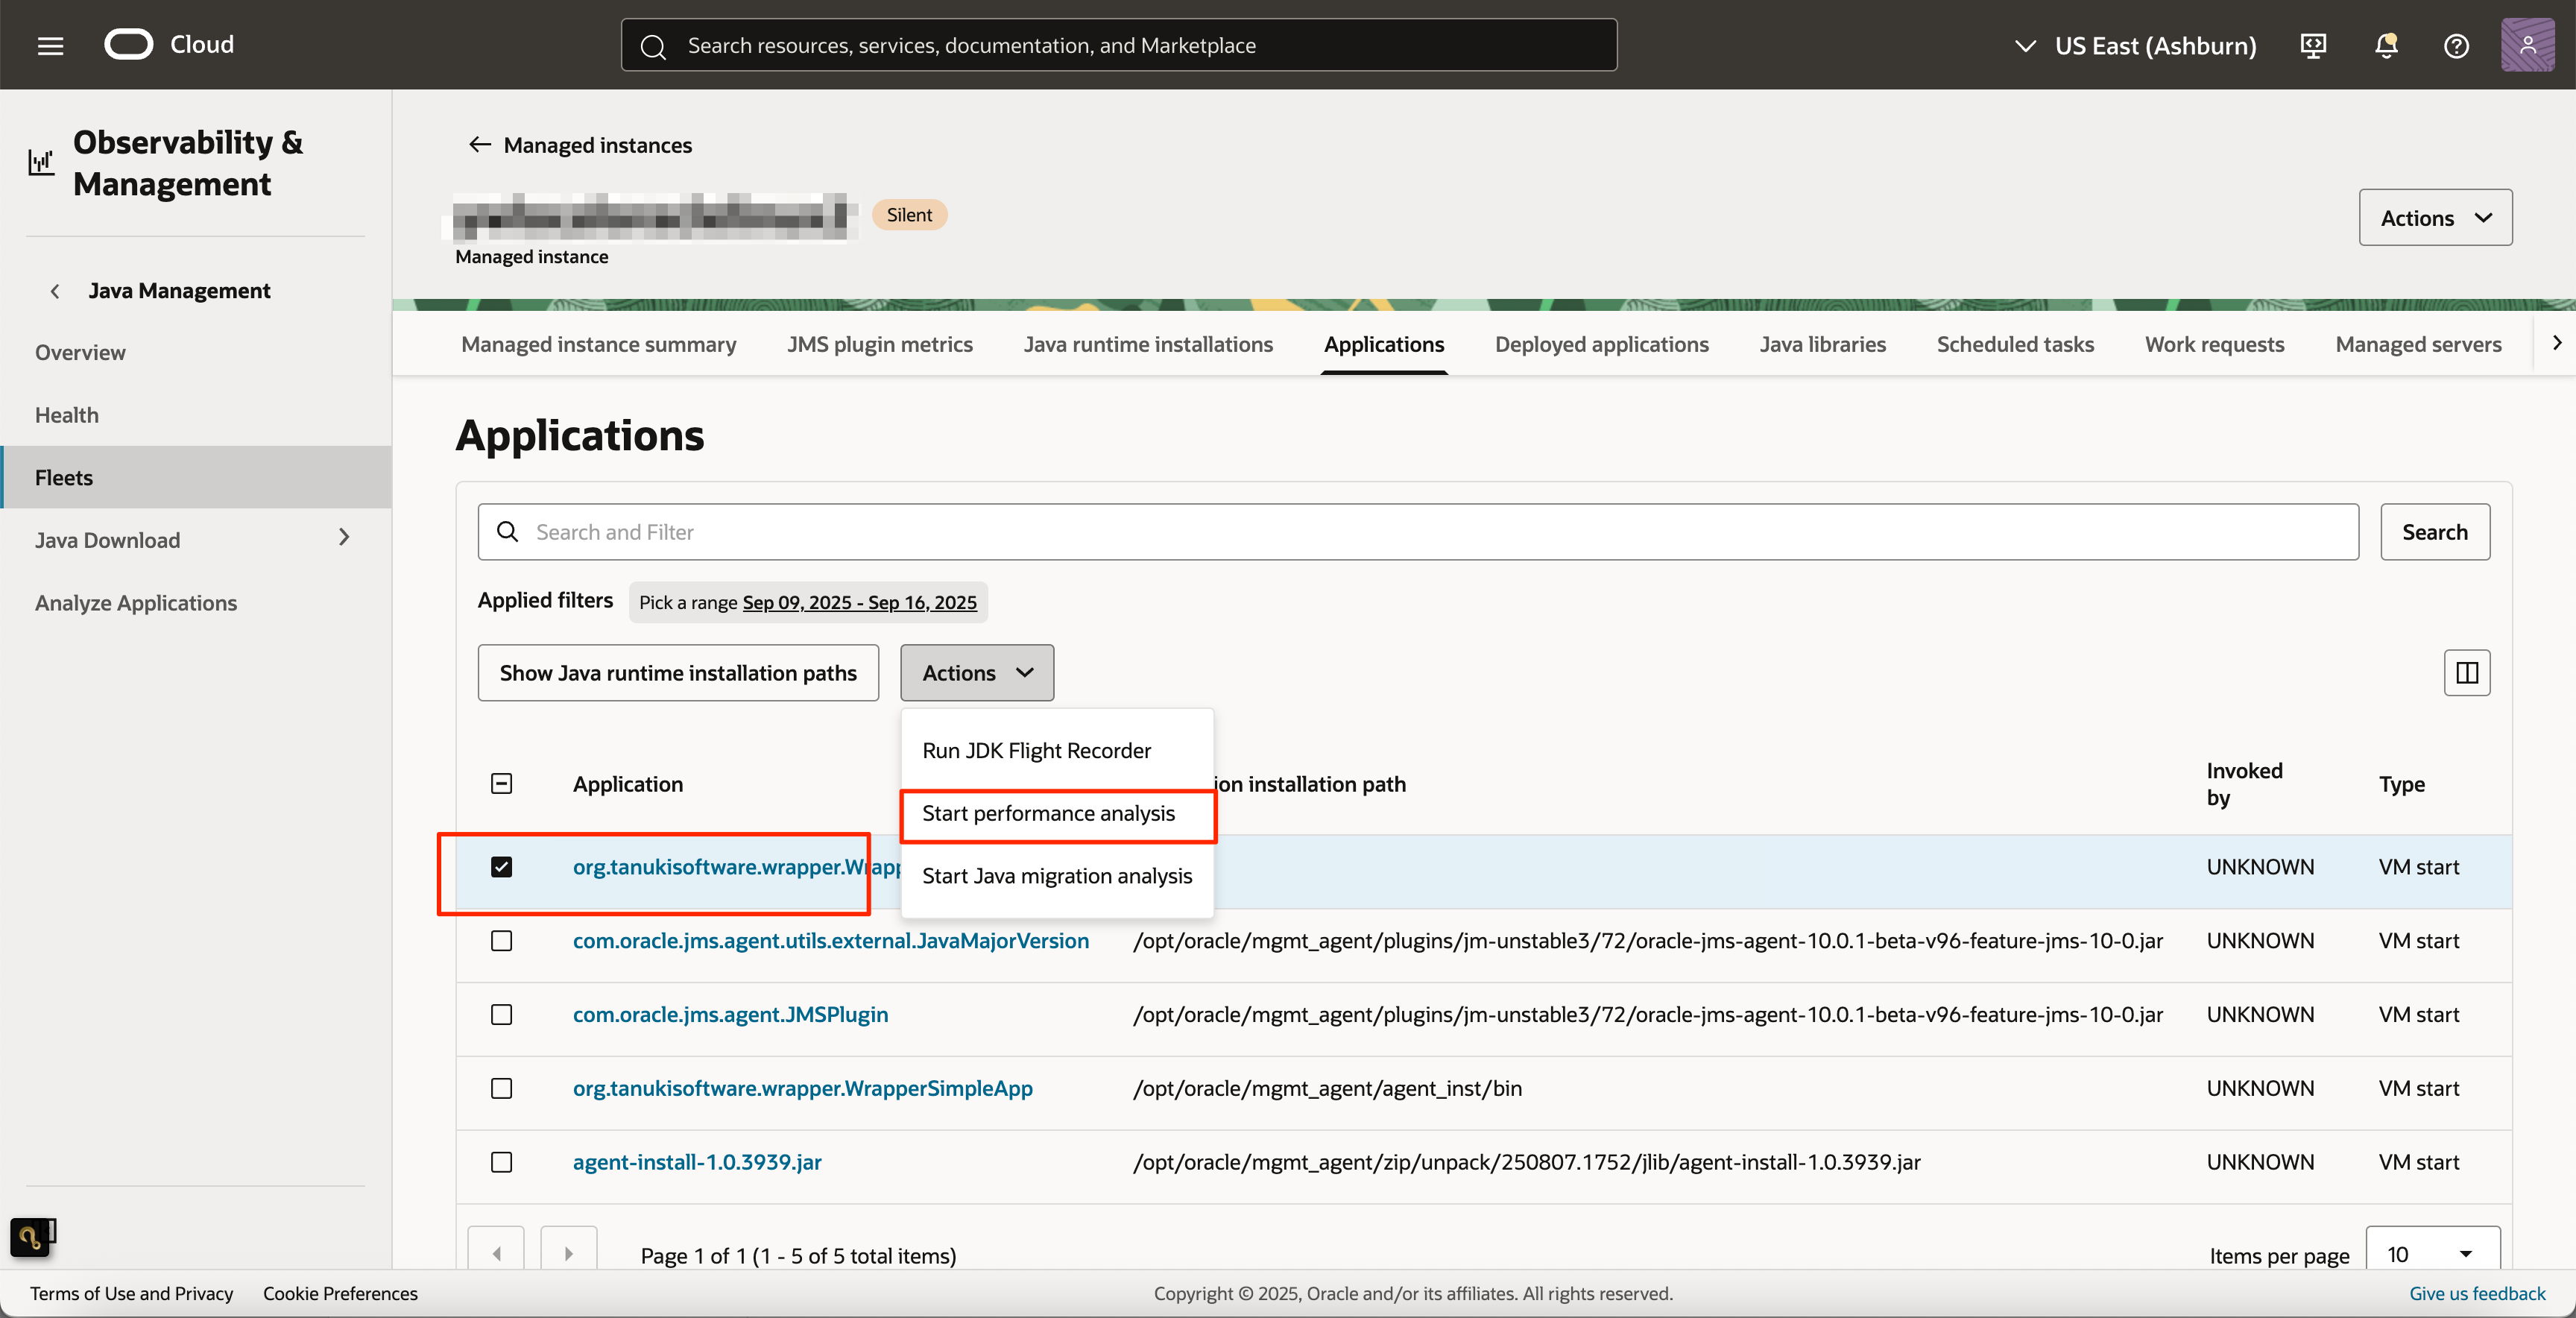 Cloud
Search resources, services, documentation, and Marketplace
US East (Ashburn)
Observability &
Management
Java Management
Overview
Health
Fleets
Java Download
Analyze Applications
Managed instances
Silent
Managed instance
Actions
Managed instance summary
JMS plugin metrics
Java runtime installations
Applications
Deployed applications
Java libraries
Scheduled tasks
Work requests
Managed servers
Applications
Search and Filter
Search
Applied filters
Pick a range Sep 09, 2025 - Sep 16, 2025
Show Java runtime installation paths
Actions
Run JDK Flight Recorder
Start performance analysis
Start Java migration analysis
Application
ion installation path
Invoked
by
Type
org.tanukisoftware.wrapper.Wrapp
UNKNOWN
VM start
com.oracle.jms.agent.utils.external.JavaMajorVersion
/opt/oracle/mgmt_agent/plugins/jm-unstable3/72/oracle-jms-agent-10.0.1-beta-v96-feature-jms-10-0.jar
UNKNOWN
VM start
com.oracle.jms.agent.JMSPlugin
/opt/oracle/mgmt_agent/plugins/jm-unstable3/72/oracle-jms-agent-10.0.1-beta-v96-feature-jms-10-0.jar
UNKNOWN
VM start
org.tanukisoftware.wrapper.WrapperSimpleApp
/opt/oracle/mgmt_agent/agent_inst/bin
UNKNOWN
VM start
agent-install-1.0.3939.jar
/opt/oracle/mgmt_agent/zip/unpack/250807.1752/jlib/agent-install-1.0.3939.jar
UNKNOWN
VM start
Page 1 of 1 (1 - 5 of 5 total items)
Items per page
10
Terms of Use and Privacy
Cookie Preferences
Copyright © 2025, Oracle and/or its affiliates. All rights reserved.
Give us feedback